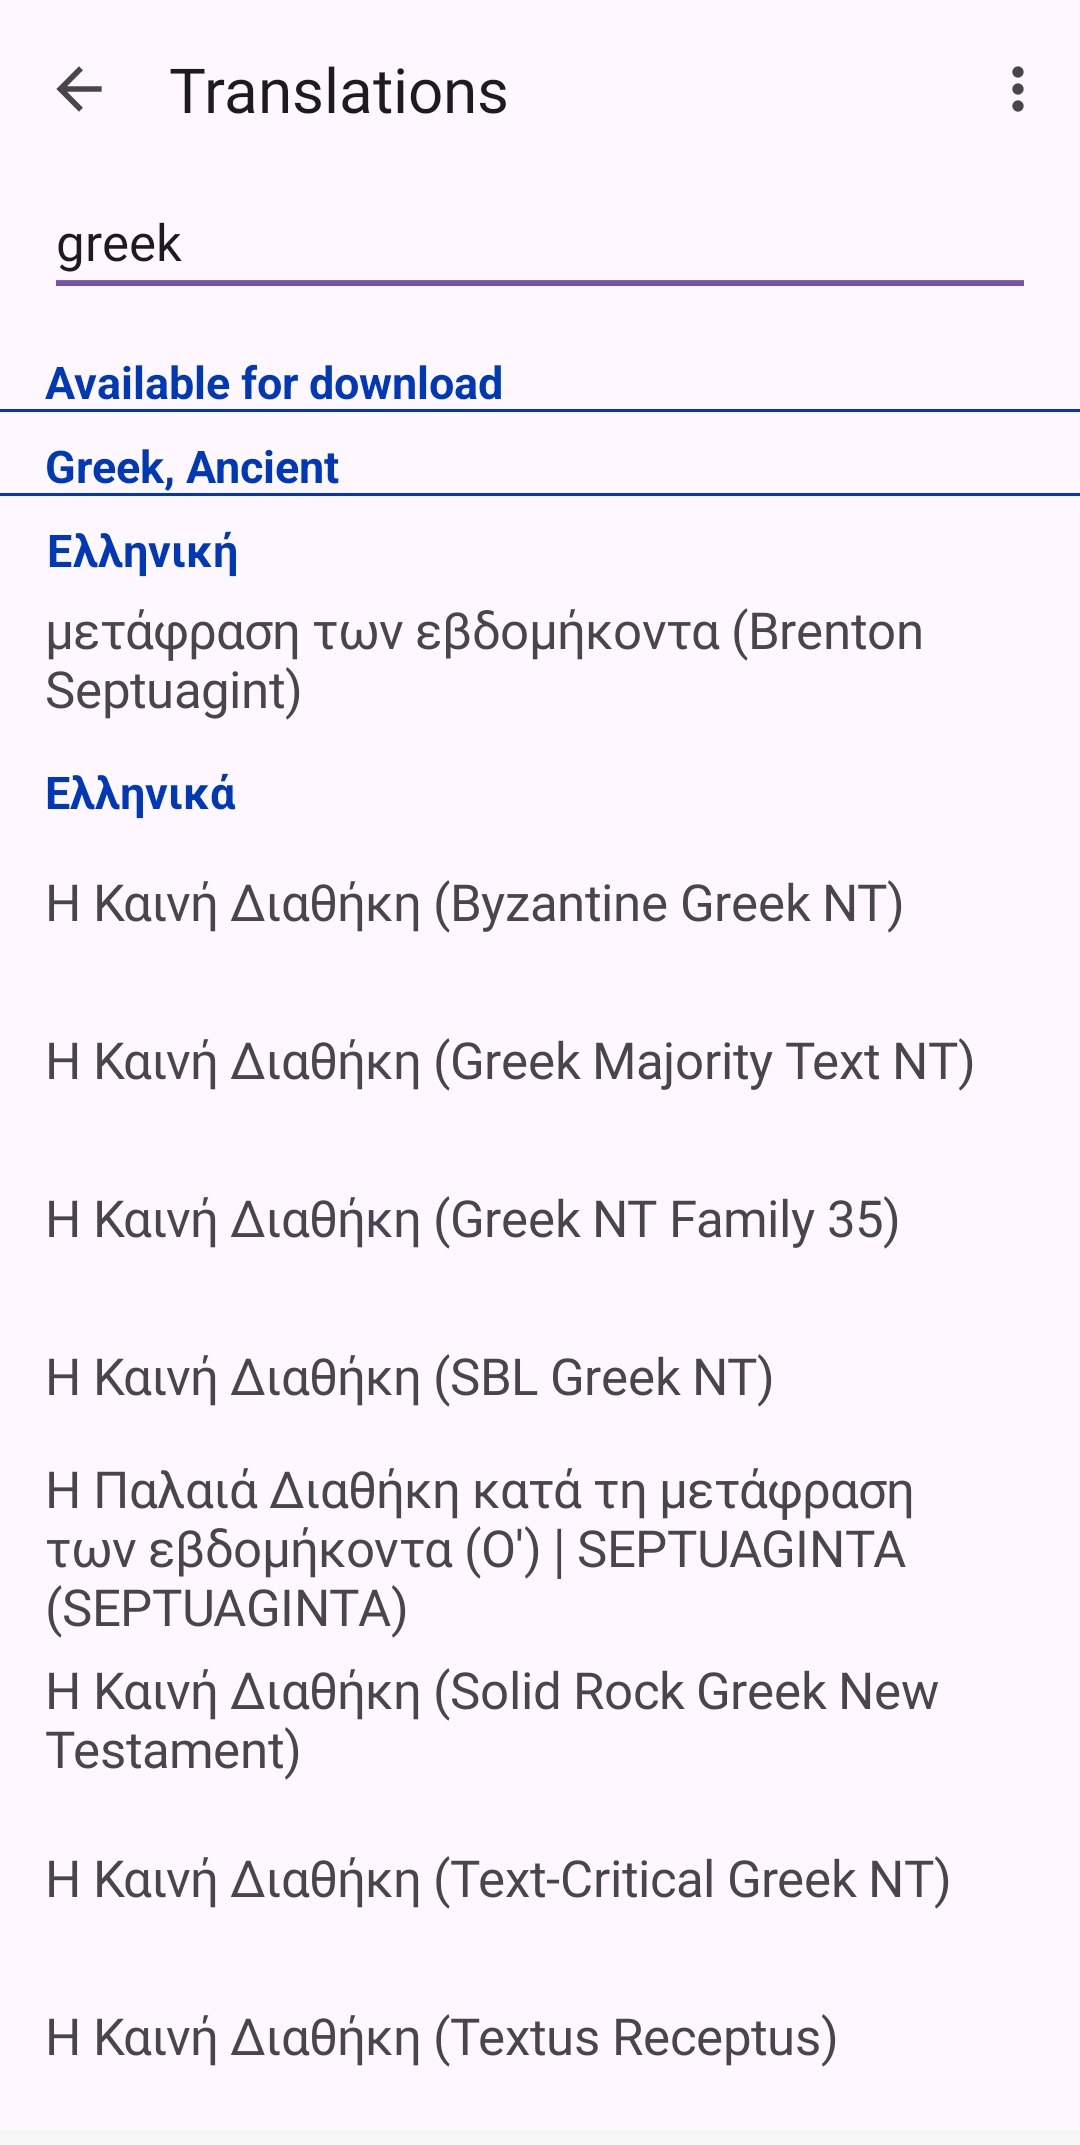 Translations
greek
Available for download
Greek, Ancient
Ελληνική
μετάφραση των εβδομήκοντα (Brenton
Septuagint)
Ελληνικά
Η Καινή Διαθήκη (Byzantine Greek NT)
Η Καινή Διαθήκη (Greek Majority Text NT)
Η Καινή Διαθήκη (Greek NT Family 35)
Η Καινή Διαθήκη (SBL Greek NT)
Η Παλαιά Διαθήκη κατά τη μετάφραση
των εβδομήκοντα (Ο') | SEPTUAGINTA
(SEPTUAGINTA)
Η Καινή Διαθήκη (Solid Rock Greek New
Testament)
Η Καινή Διαθήκη (Text-Critical Greek NT)
Η Καινή Διαθήκη (Textus Receptus)